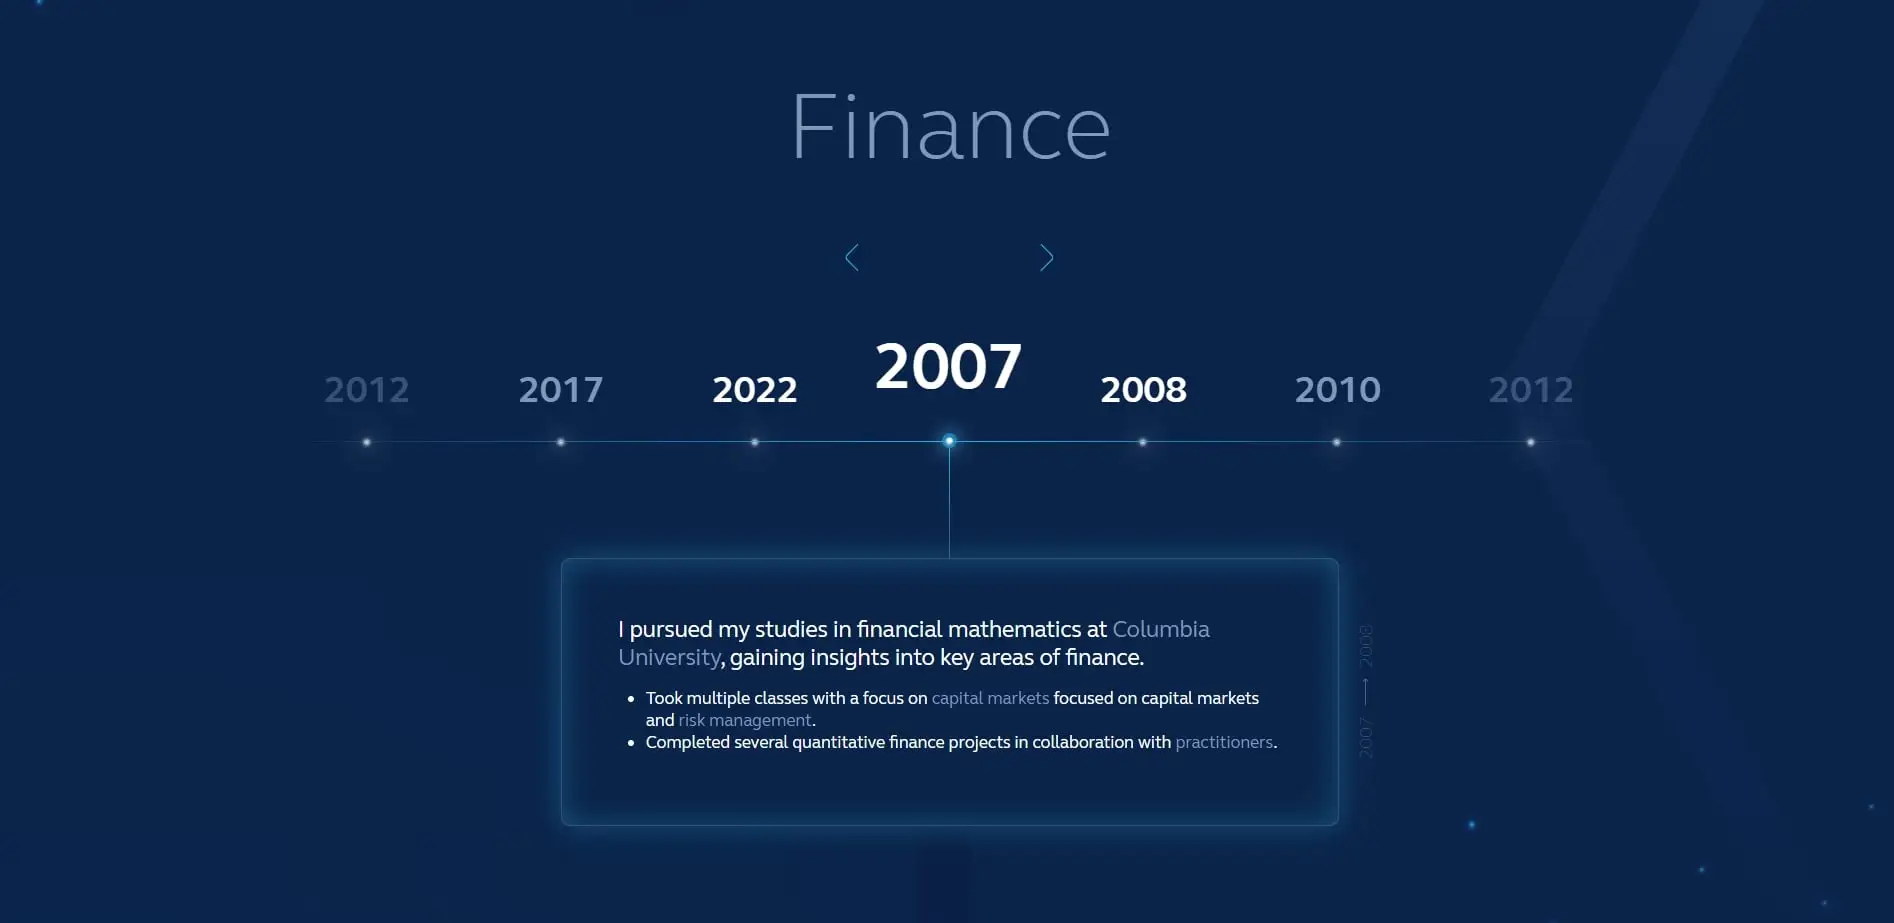 Finance
2012 2017 2022 2007 2008 2010 2012
I pursued my studies in financial mathematics at Columbia
University, gaining insights into key areas of finance.
• Took multiple classes with a focus on capital markets focused on capital markets
and risk management.
• Completed several quantitative finance projects in collaboration with practitioners.
2007 → 2008